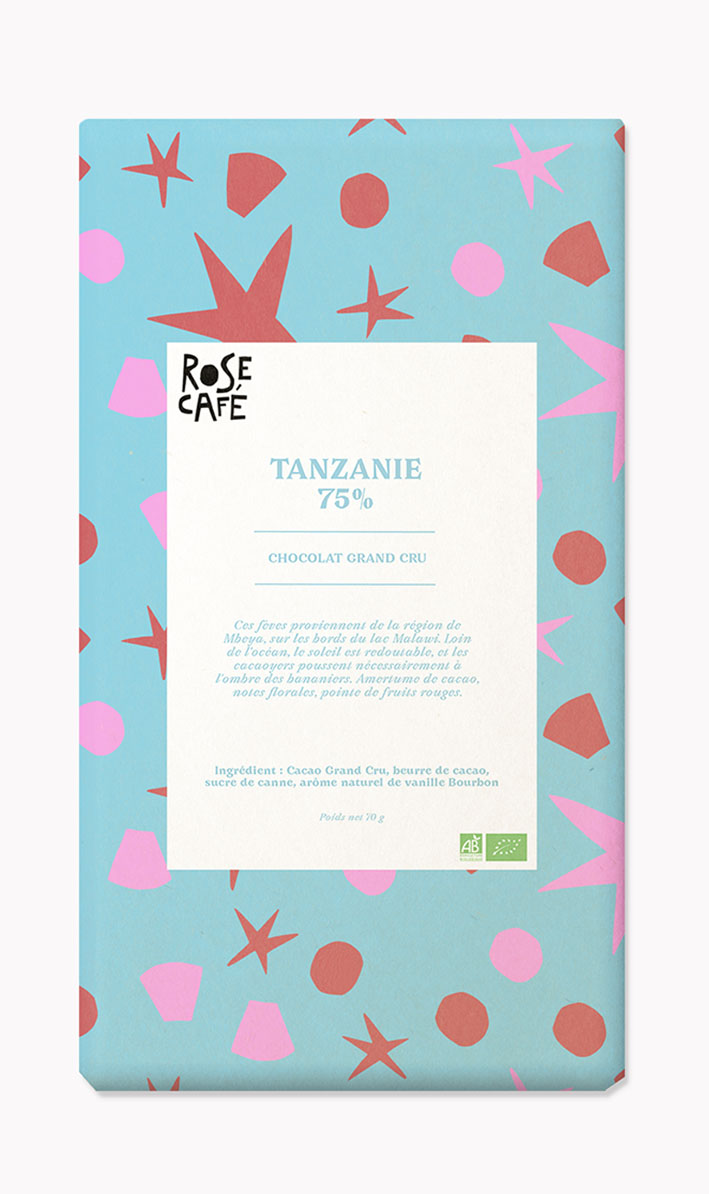 ROSE
CAFÉ
TANZANIE
75%
CHOCOLAT GRAND CRU
Ces fèves proviennent de la région de
Mbeya, sur les bords du lac Malawi. Loin
de l'océan, le soleil est redoutable, et les
cacaoyers poussent nécessairement à
l'ombre des bananiers. Amertume de cacao,
notes florales, pointe de fruits rouges.
Ingrédient : Cacao Grand Cru, beurre de cacao,
sucre de canne, arôme naturel de vanille Bourbon
Poids net 70 g
AB